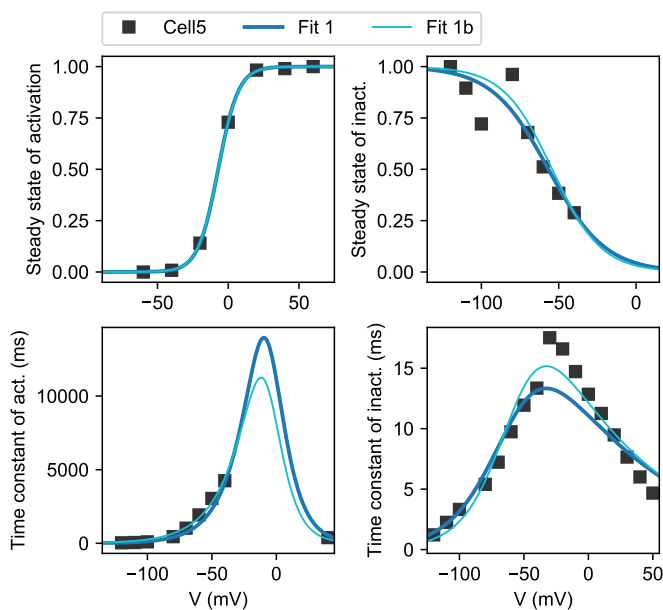 Cell5 Fit 1 Fit 1b
Steady state of activation
1.00
0.75
0.50
0.25
0.00
−50 0 50
Steady state of inact.
1.00
0.75
0.50
0.25
0.00
−100 −50 0
Time constant of act. (ms)
10000
5000
0
−100 −50 0
V (mV)
Time constant of inact. (ms)
15
10
5
0
−100 −50 0 50
V (mV)